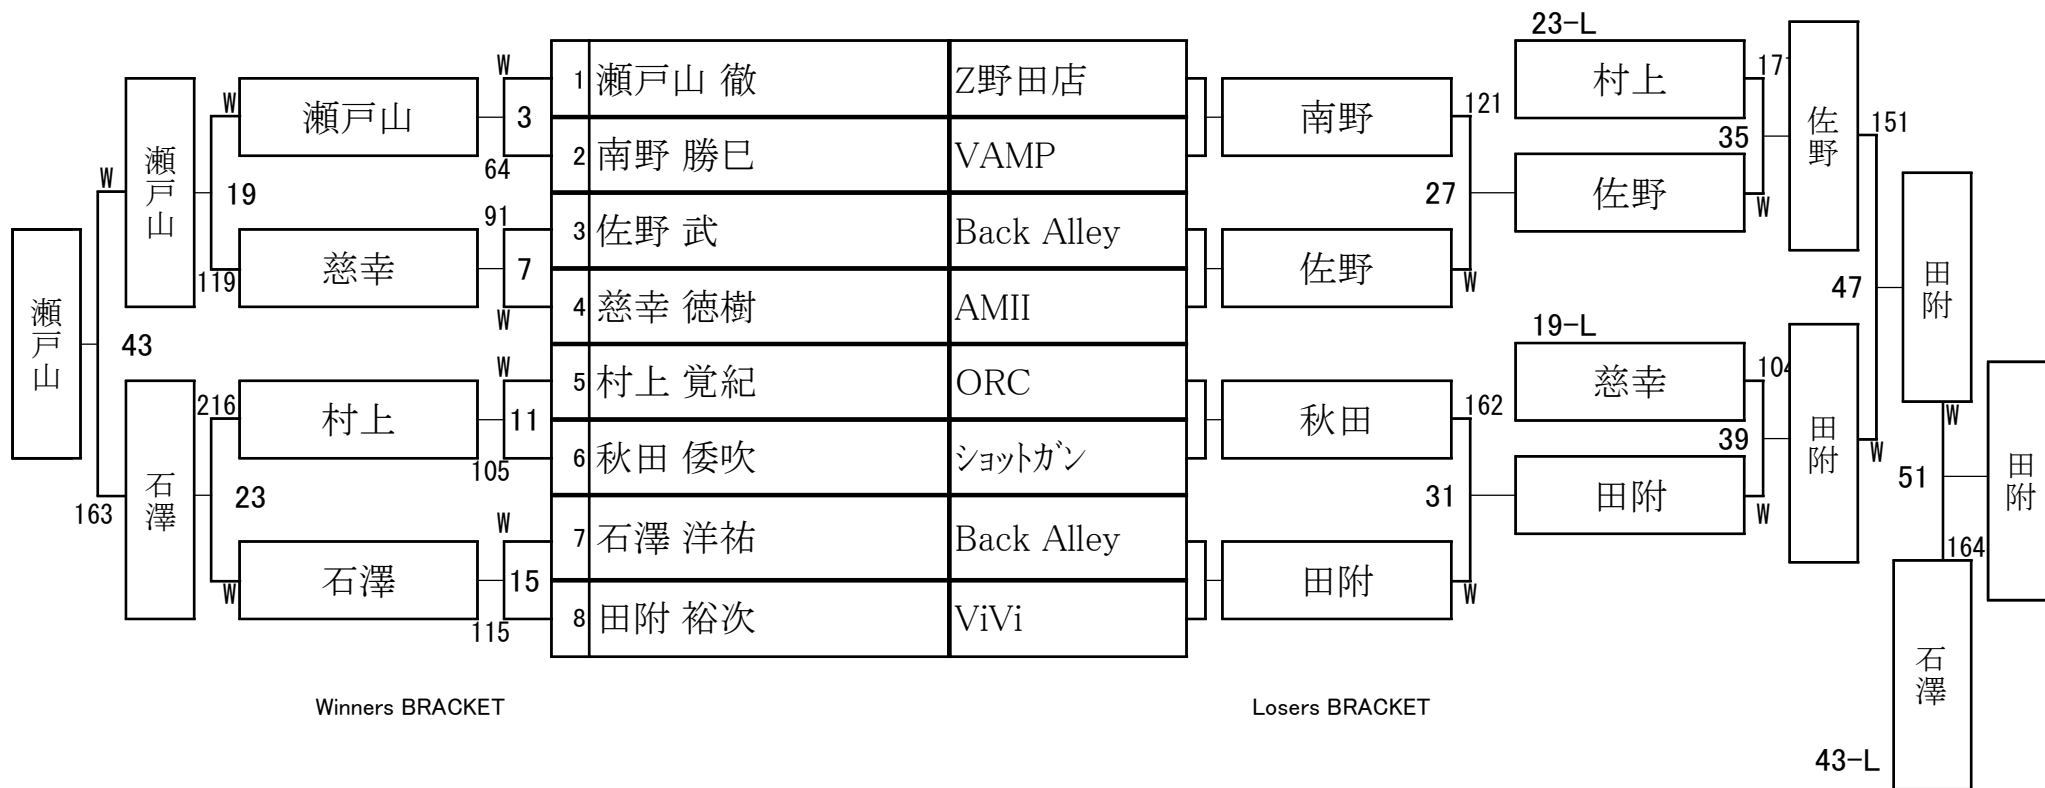 23-L
W
1 瀬戸山 徹 Z野田店
村上
171
W
瀬戸山
3
南野
121
佐野
151
2 南野 勝巳 VAMP
64
35
瀬戸山
W
19
27
佐野
W
91
3 佐野 武 Back Alley
慈幸
7
佐野
119
W
田附
47
4 慈幸 徳樹 AMII
W
19-L
瀬戸山
43
W
5 村上 覚紀 ORC
慈幸
104
216
村上
11
秋田
162
W
39
田附
W
6 秋田 倭吹 ショットガン
105
51
田附
石澤
23
31
田附
W
163
W
7 石澤 洋祐 Back Alley
164
石澤
15
田附
W
W
8 田附 裕次 ViVi
115
石澤
Winners BRACKET
Losers BRACKET
43-L